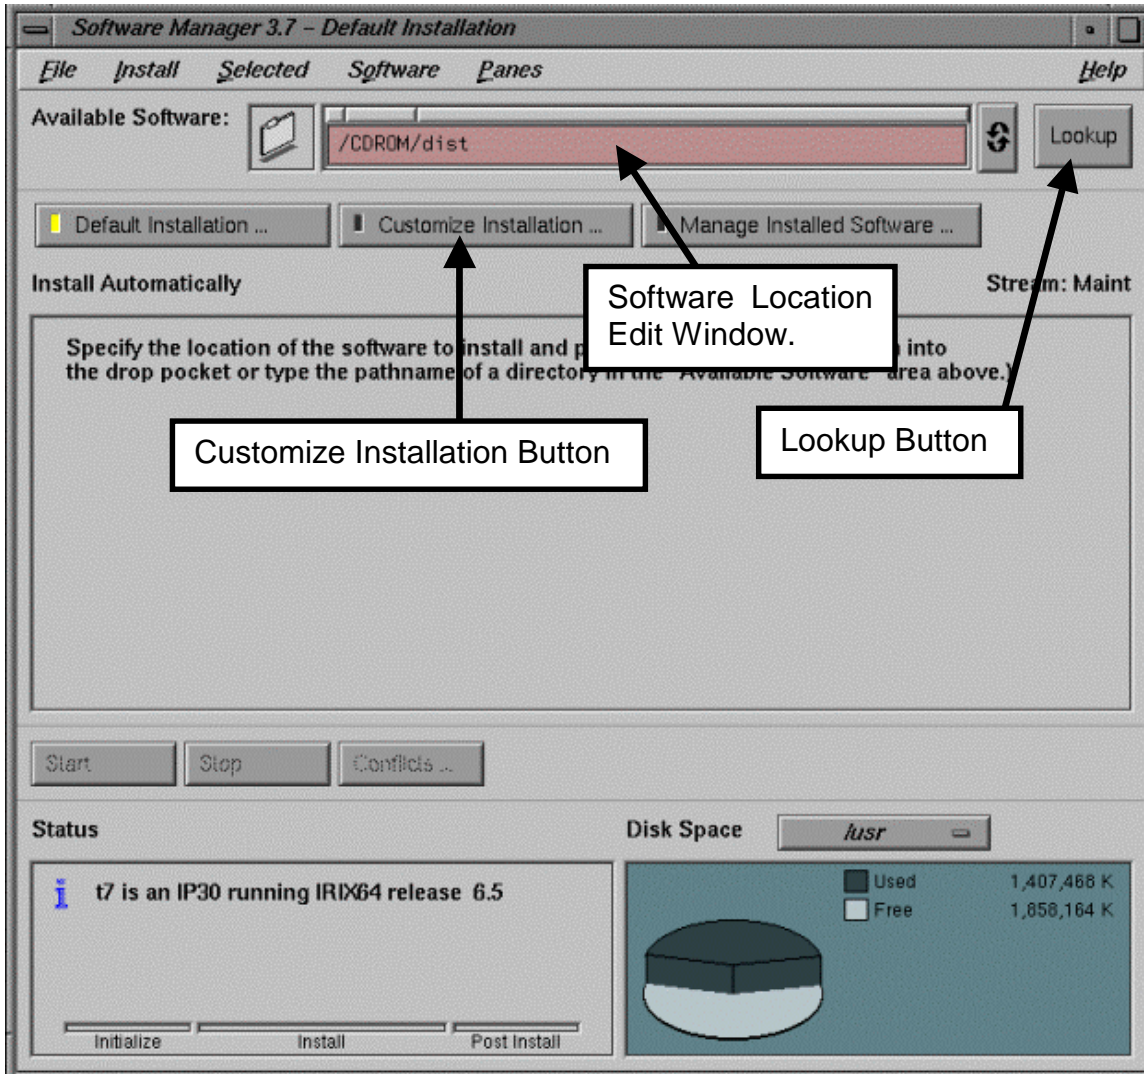 Software Manager 3.7 – Default Installation
File Install Selected Software Panes Help
Available Software:
/CDROM/dist
Lookup
Default Installation ...
Customize Installation ...
Manage Installed Software ...
Install Automatically
Stream: Maint
Software Location
Edit Window.
Specify the location of the software to install and into
the drop pocket or type the pathname of a directory in the "Available Software" area above.)
Customize Installation Button
Lookup Button
Start
Stop
Conflicts ...
Status
Disk Space
/usr
i t7 is an IP30 running IRIX64 release 6.5
Used 1,407,468 K
Free 1,858,164 K
Initialize Install Post Install